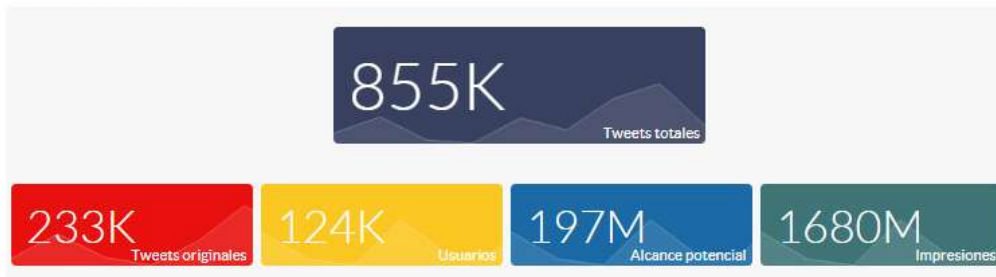 855K
Tweets totales
233K
Tweets originales
124K
Usuarios
197M
Alcance potencial
1680M
Impresiones